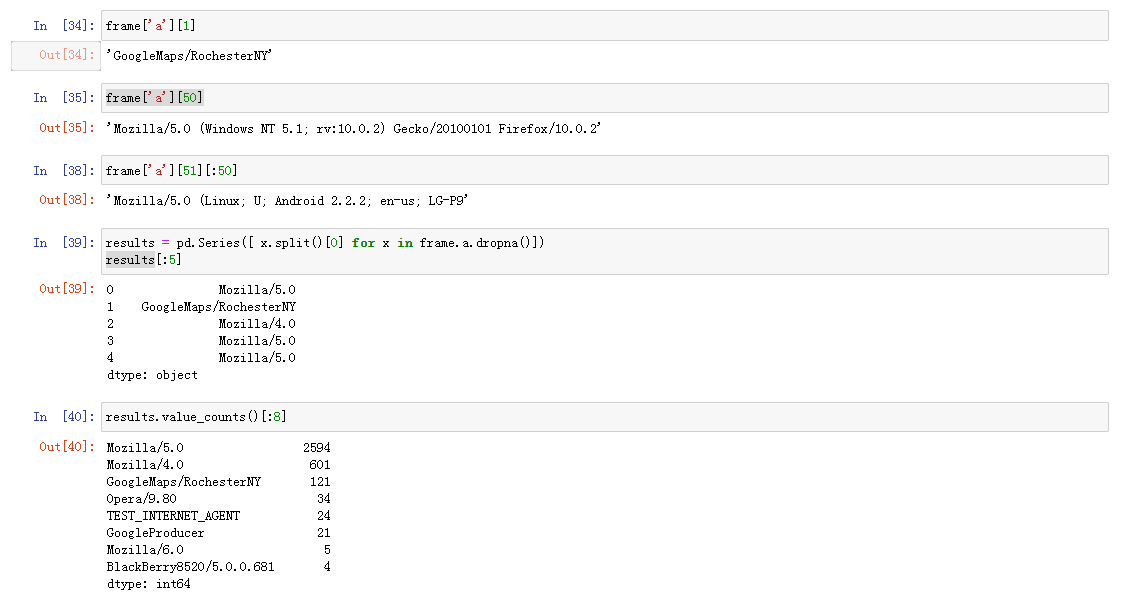 In [34]: frame['a'][1]
Out[34]: 'GoogleMaps/RochesterNY'
In [35]: frame['a'][50]
Out[35]: 'Mozilla/5.0 (Windows NT 5.1; rv:10.0.2) Gecko/20100101 Firefox/10.0.2'
In [38]: frame['a'][51][:50]
Out[38]: 'Mozilla/5.0 (Linux; U; Android 2.2.2; en-us; LG-P9'
In [39]: results = pd.Series([ x.split()[0] for x in frame.a.dropna()])
results[:5]
Out[39]: 0 Mozilla/5.0
1 GoogleMaps/RochesterNY
2 Mozilla/4.0
3 Mozilla/5.0
4 Mozilla/5.0
dtype: object
In [40]: results.value_counts()[:8]
Out[40]: Mozilla/5.0 2594
Mozilla/4.0 601
GoogleMaps/RochesterNY 121
Opera/9.80 34
TEST_INTERNET_AGENT 24
GoogleProducer 21
Mozilla/6.0 5
BlackBerry8520/5.0.0.681 4
dtype: int64